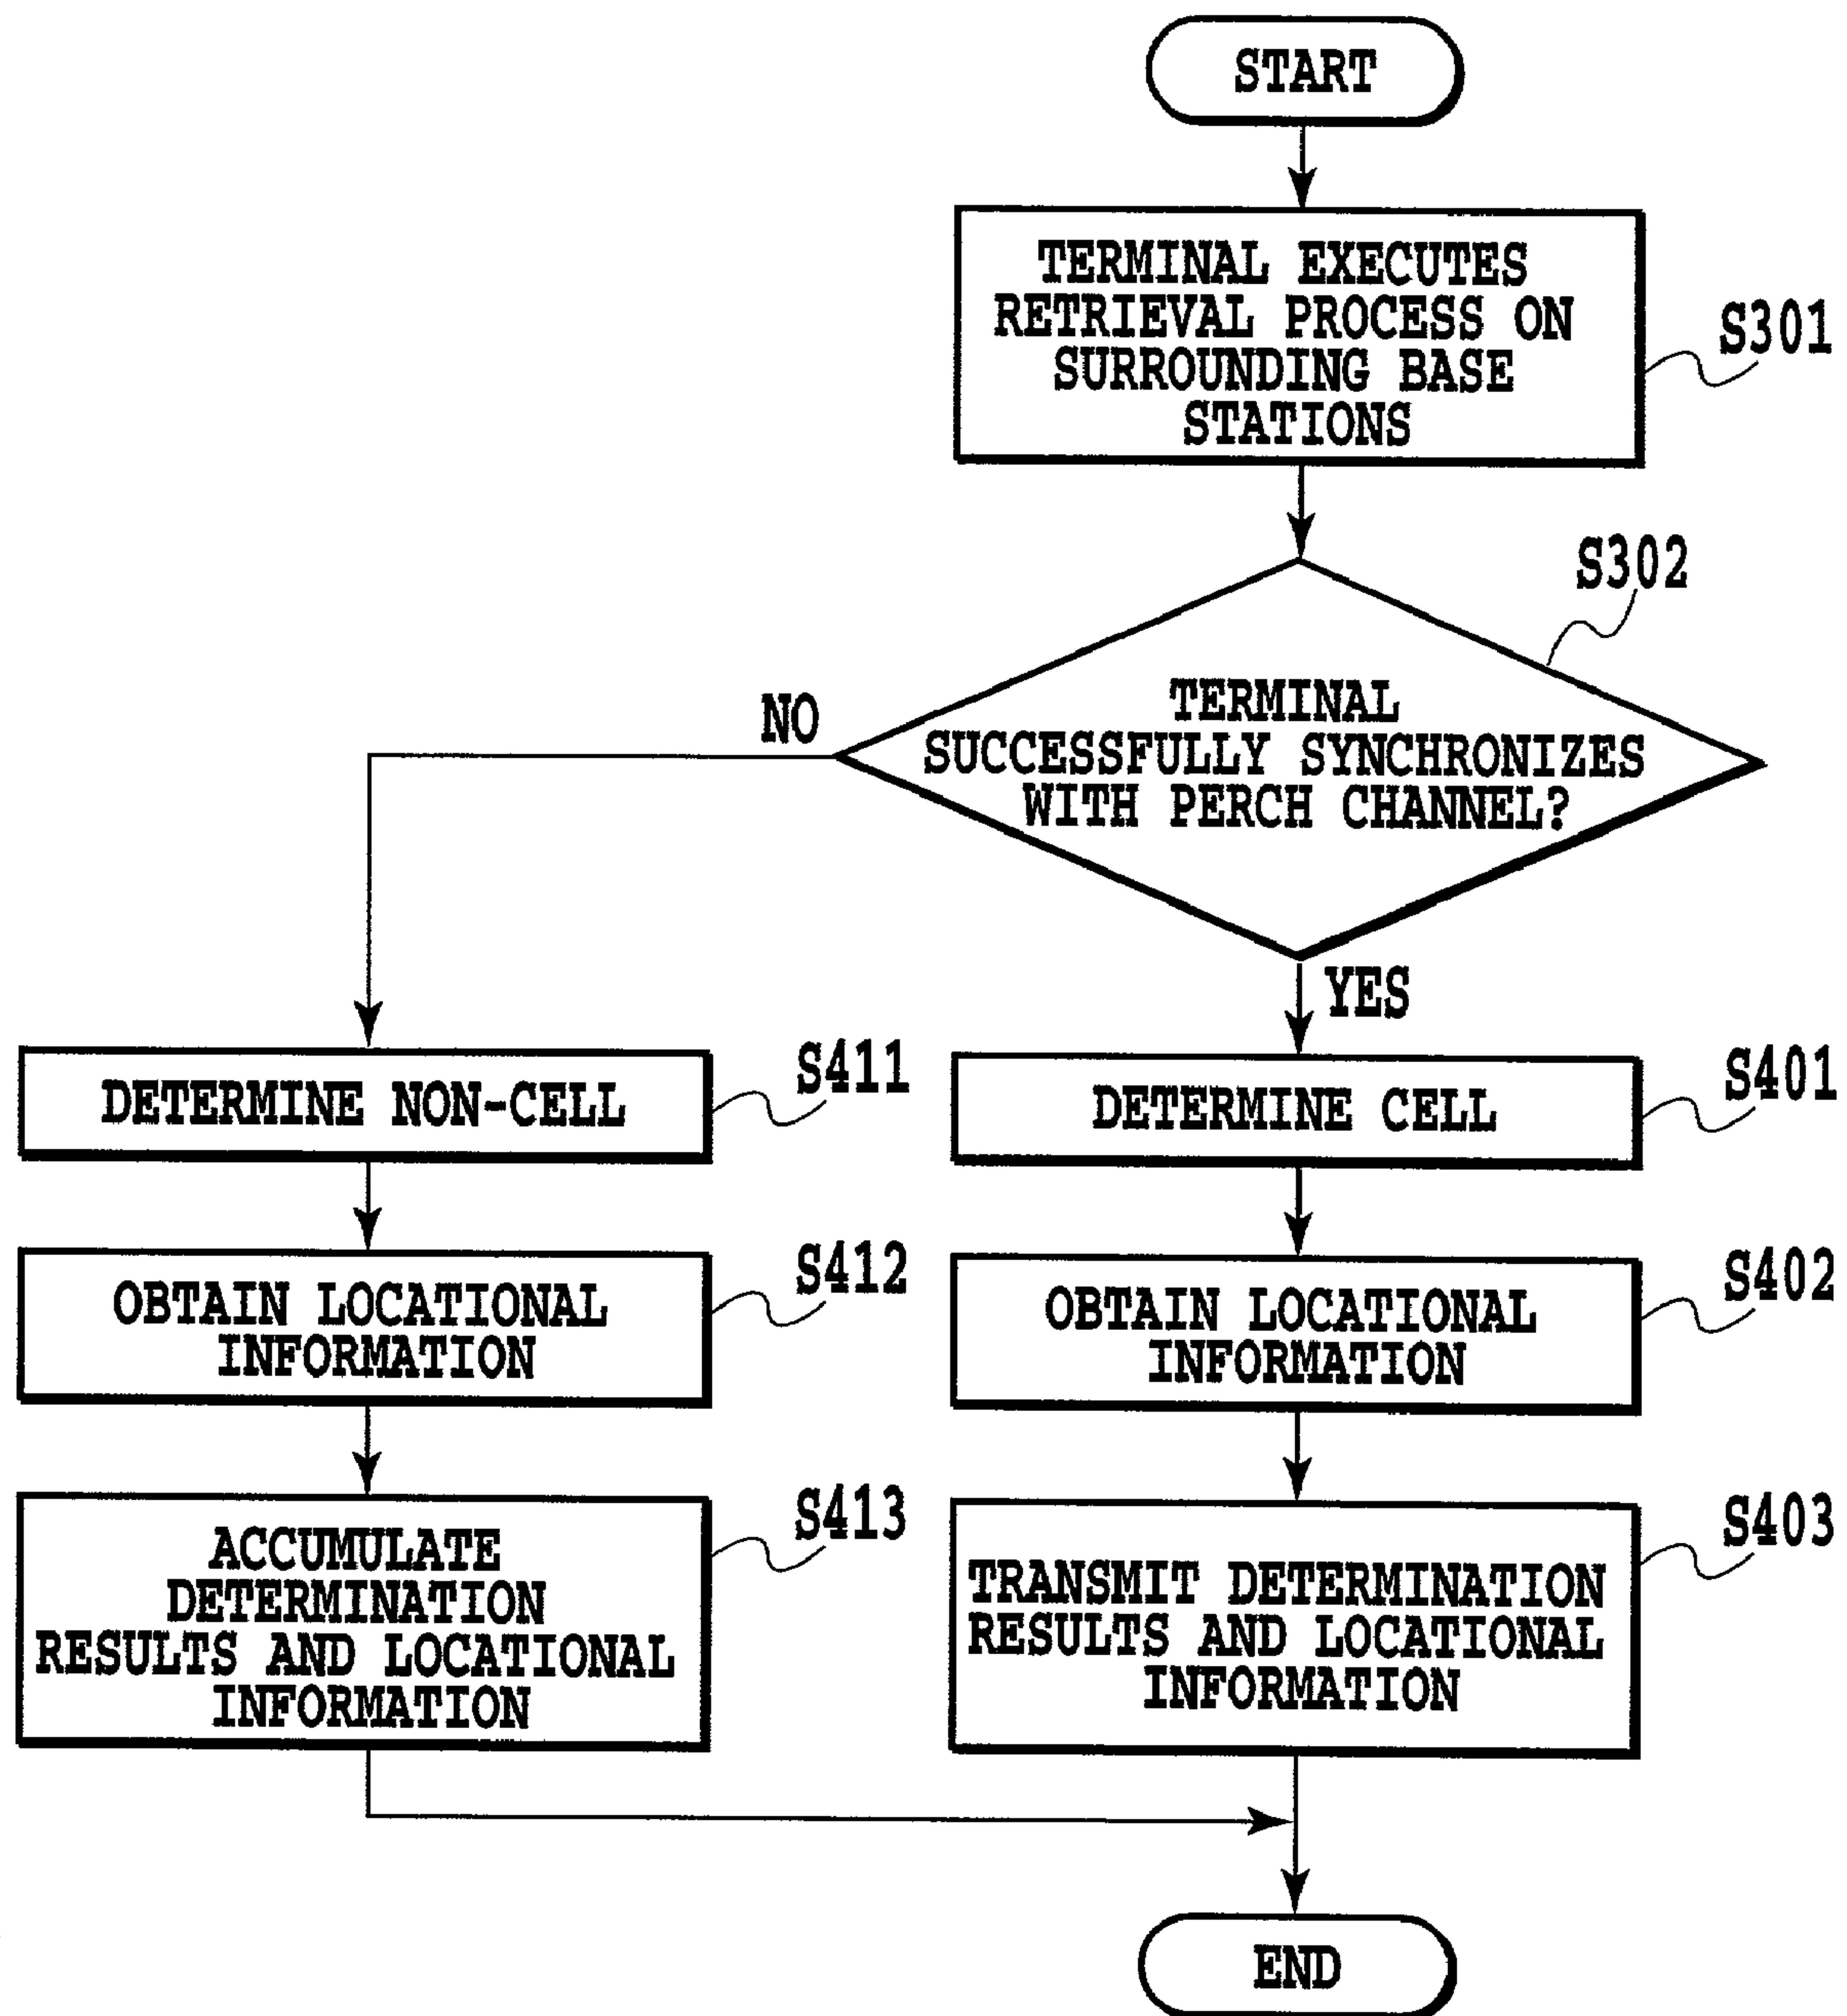 START
TERMINAL EXECUTES
RETRIEVAL PROCESS ON
SURROUNDING BASE
STATIONS
S301
S302
TERMINAL
SUCCESSFULLY SYNCHRONIZES
WITH PERCH CHANNEL?
NO
YES
DETERMINE NON-CELL
S411
DETERMINE CELL
S401
OBTAIN LOCATIONAL
INFORMATION
S412
OBTAIN LOCATIONAL
INFORMATION
S402
ACCUMULATE
DETERMINATION
RESULTS AND LOCATIONAL
INFORMATION
S413
TRANSMIT DETERMINATION
RESULTS AND LOCATIONAL
INFORMATION
S403
END